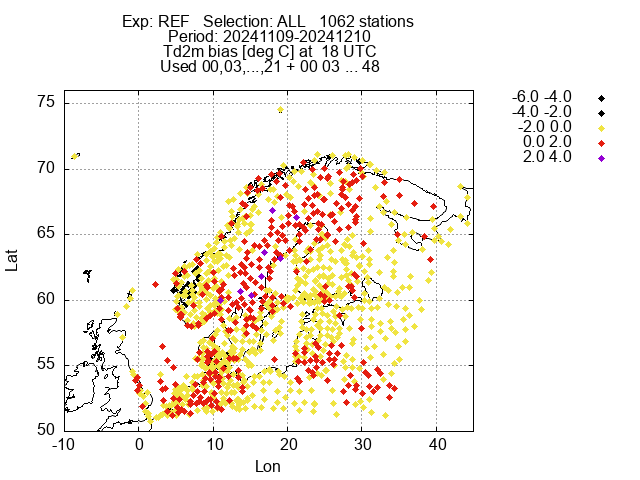 Exp: REF   Selection: ALL   1062 stations
Period: 20241109-20241210
Td2m bias [deg C] at  18 UTC
Used 00,03,...,21 + 00 03 ... 48
-6.0 -4.0
-4.0 -2.0
-2.0 0.0
0.0 2.0
2.0 4.0
75
70
65
60
55
50
Lat
-10 0 10 20 30 40
Lon